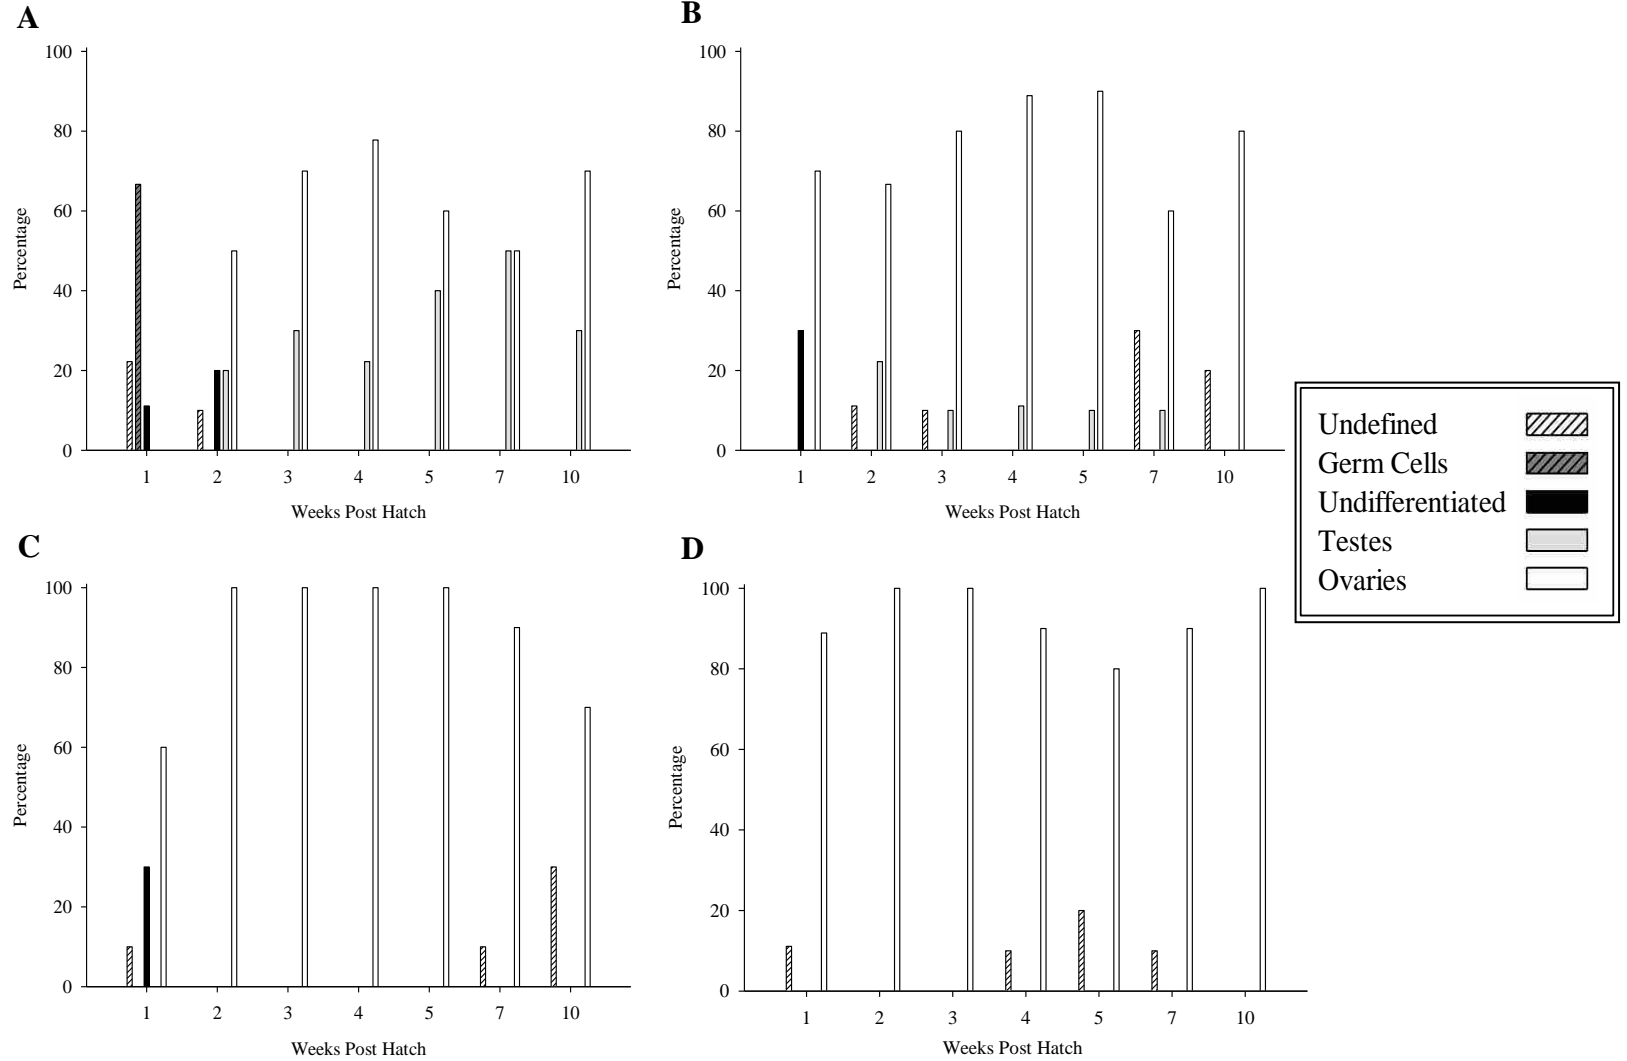 A
100
80
60
40
20
0
Percentage
1 2 3 4 5 7 10
Weeks Post Hatch
B
100
80
60
40
20
0
Percentage
1 2 3 4 5 7 10
Weeks Post Hatch
C
100
80
60
40
20
0
Percentage
1 2 3 4 5 7 10
Weeks Post Hatch
D
100
80
60
40
20
0
Percentage
1 2 3 4 5 7 10
Weeks Post Hatch
Undefined
Germ Cells
Undifferentiated
Testes
Ovaries